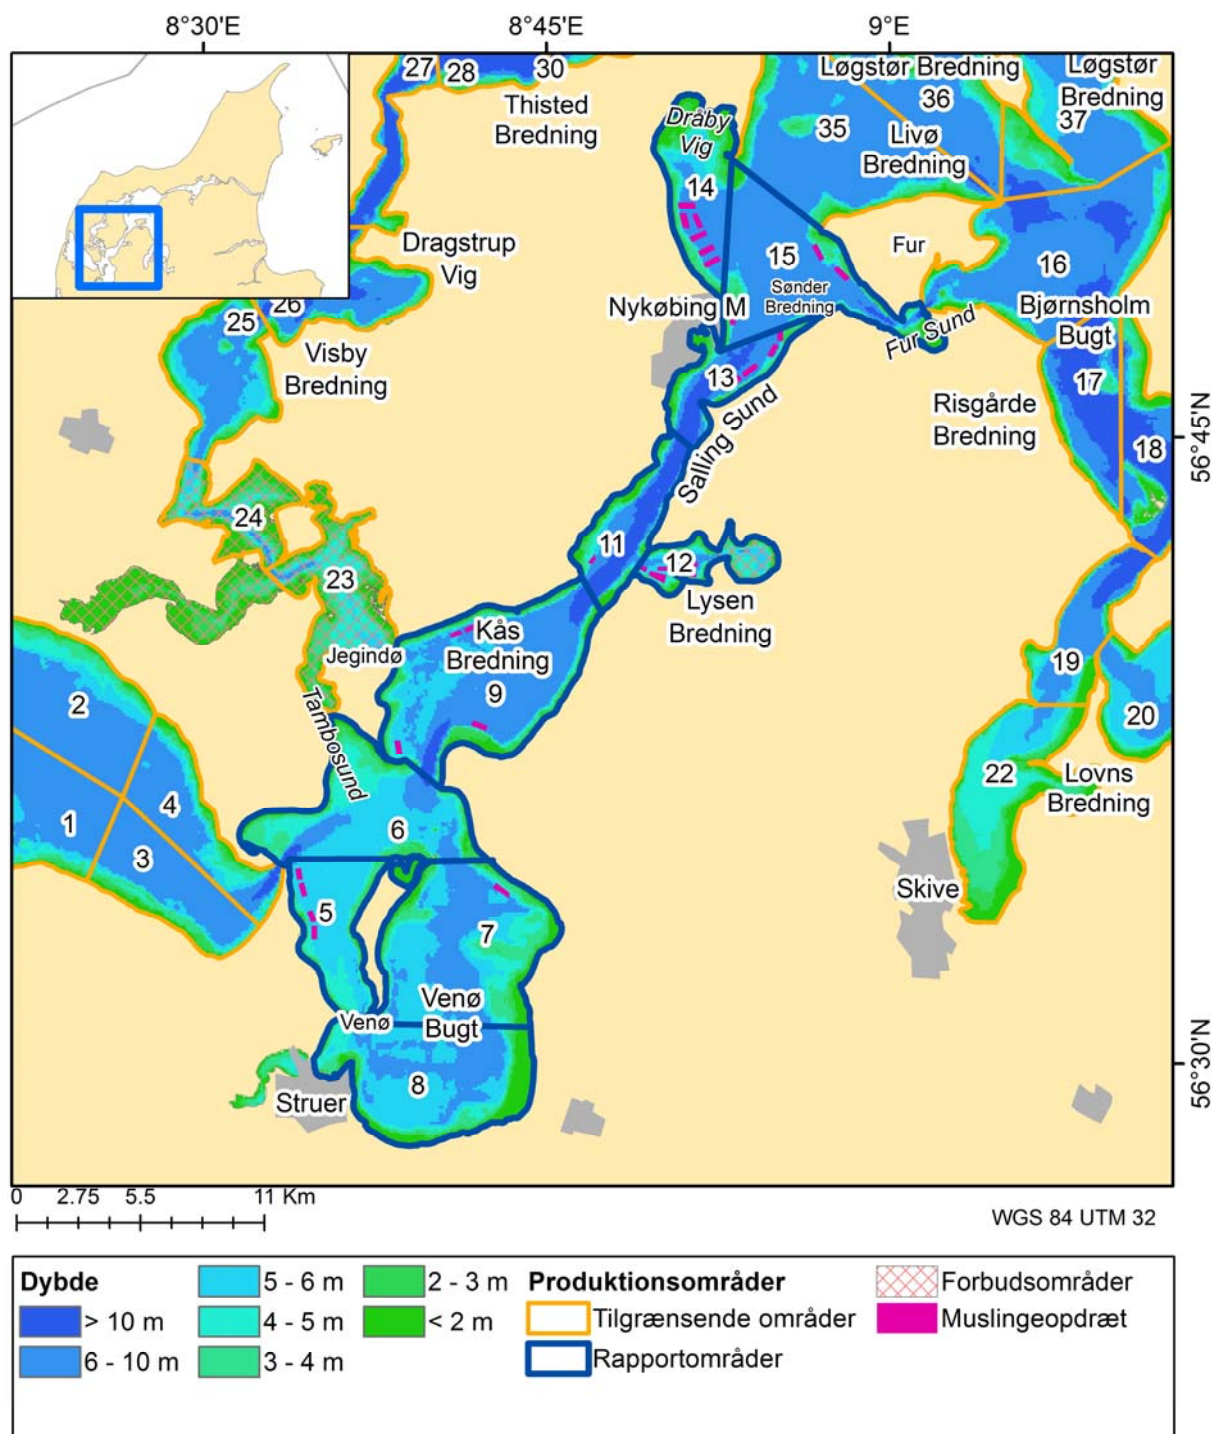 8°30'E
8°45'E
9°E
27
28
30
Thisted
Bredning
Løgstør Bredning
36
Løgstør
Bredning
37
35
Livø
Bredning
Dråby
Vig
14
Dragstrup
Vig
Fur
15
16
Sønder
Bredning
Nykøbing M
Bjørnsholm
Bugt
Fur Sund
26
25
Visby
Bredning
13
17
Risgårde
Bredning
Salling Sund
18
56°45'N
24
11
12
23
Lysen
Bredning
Kås
Bredning
9
Jegindø
Tambosund
19
20
2
22
Lovns
Bredning
4
1
3
6
Skive
5
7
Venø
Bugt
Venø
8
Struer
56°30'N
0 2.75 5.5 11 Km
WGS 84 UTM 32
Dybde
> 10 m
6 - 10 m
5 - 6 m
4 - 5 m
3 - 4 m
2 - 3 m
< 2 m
Produktionsområder
Tilgrænsende områder
Rapportområder
Forbudsområder
Muslingeopdræt